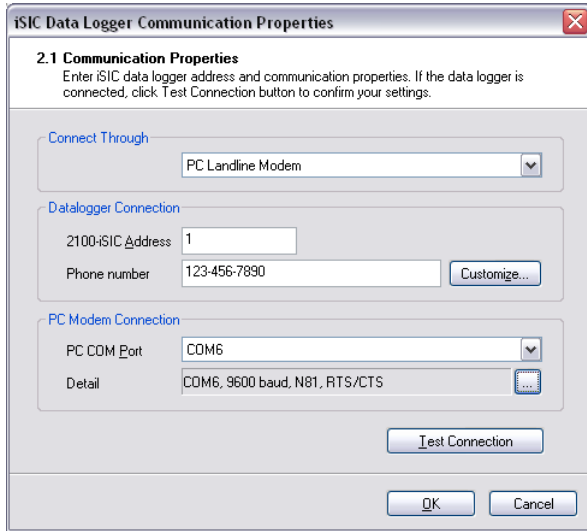 iSIC Data Logger Communication Properties
2.1 Communication Properties
Enter iSIC data logger address and communication properties. If the data logger is
connected, click Test Connection button to confirm your settings.
Connect Through
PC Landline Modem
Datalogger Connection
2100-iSIC Address
1
Phone number
123-456-7890
Customize...
PC Modem Connection
PC COM Port
COM6
Detail
COM6, 9600 baud, N81, RTS/CTS
...
Test Connection
OK
Cancel